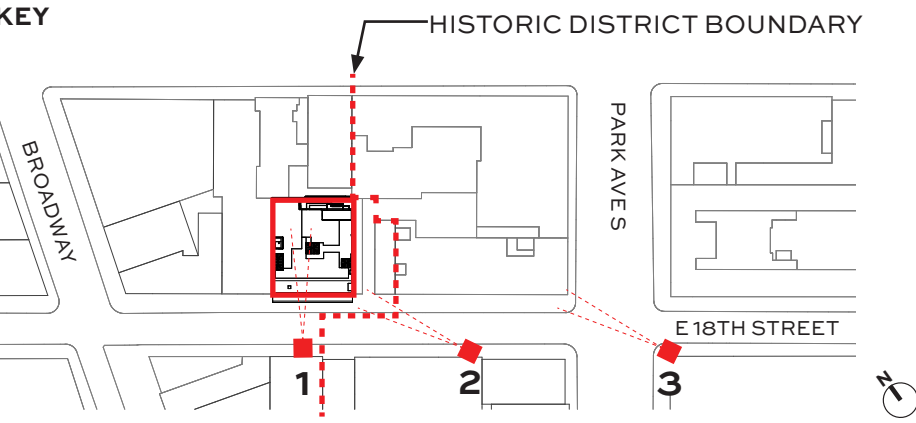 KEY
HISTORIC DISTRICT BOUNDARY
BROADWAY
PARK AVE S
E 18TH STREET
1
2
3
N